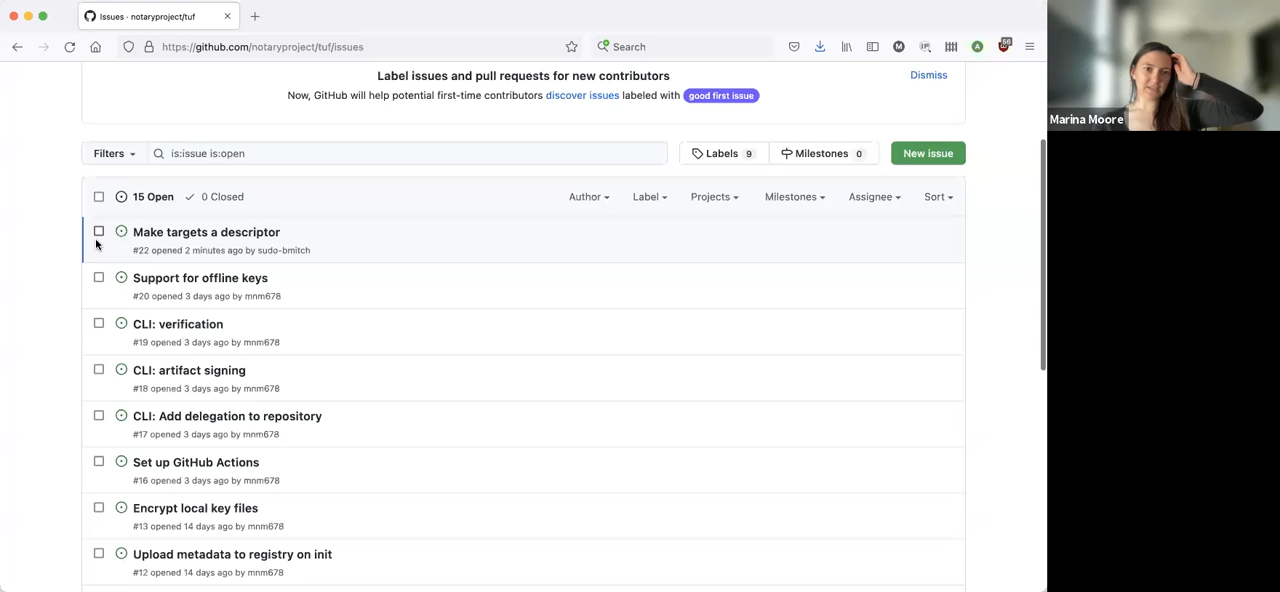 Issues · notaryproject/tuf
https://github.com/notaryproject/tuf/issues
Search
56
Label issues and pull requests for new contributors
Dismiss
Now, GitHub will help potential first-time contributors discover issues labeled with good first issue
Filters
is:issue is:open
Labels 9
Milestones 0
New issue
15 Open
0 Closed
Author
Label
Projects
Milestones
Assignee
Sort
Make targets a descriptor
#22 opened 2 minutes ago by sudo-bmitch
Support for offline keys
#20 opened 3 days ago by mnm678
CLI: verification
#19 opened 3 days ago by mnm678
CLI: artifact signing
#18 opened 3 days ago by mnm678
CLI: Add delegation to repository
#17 opened 3 days ago by mnm678
Set up GitHub Actions
#16 opened 3 days ago by mnm678
Encrypt local key files
#13 opened 14 days ago by mnm678
Upload metadata to registry on init
#12 opened 14 days ago by mnm678
Marina Moore